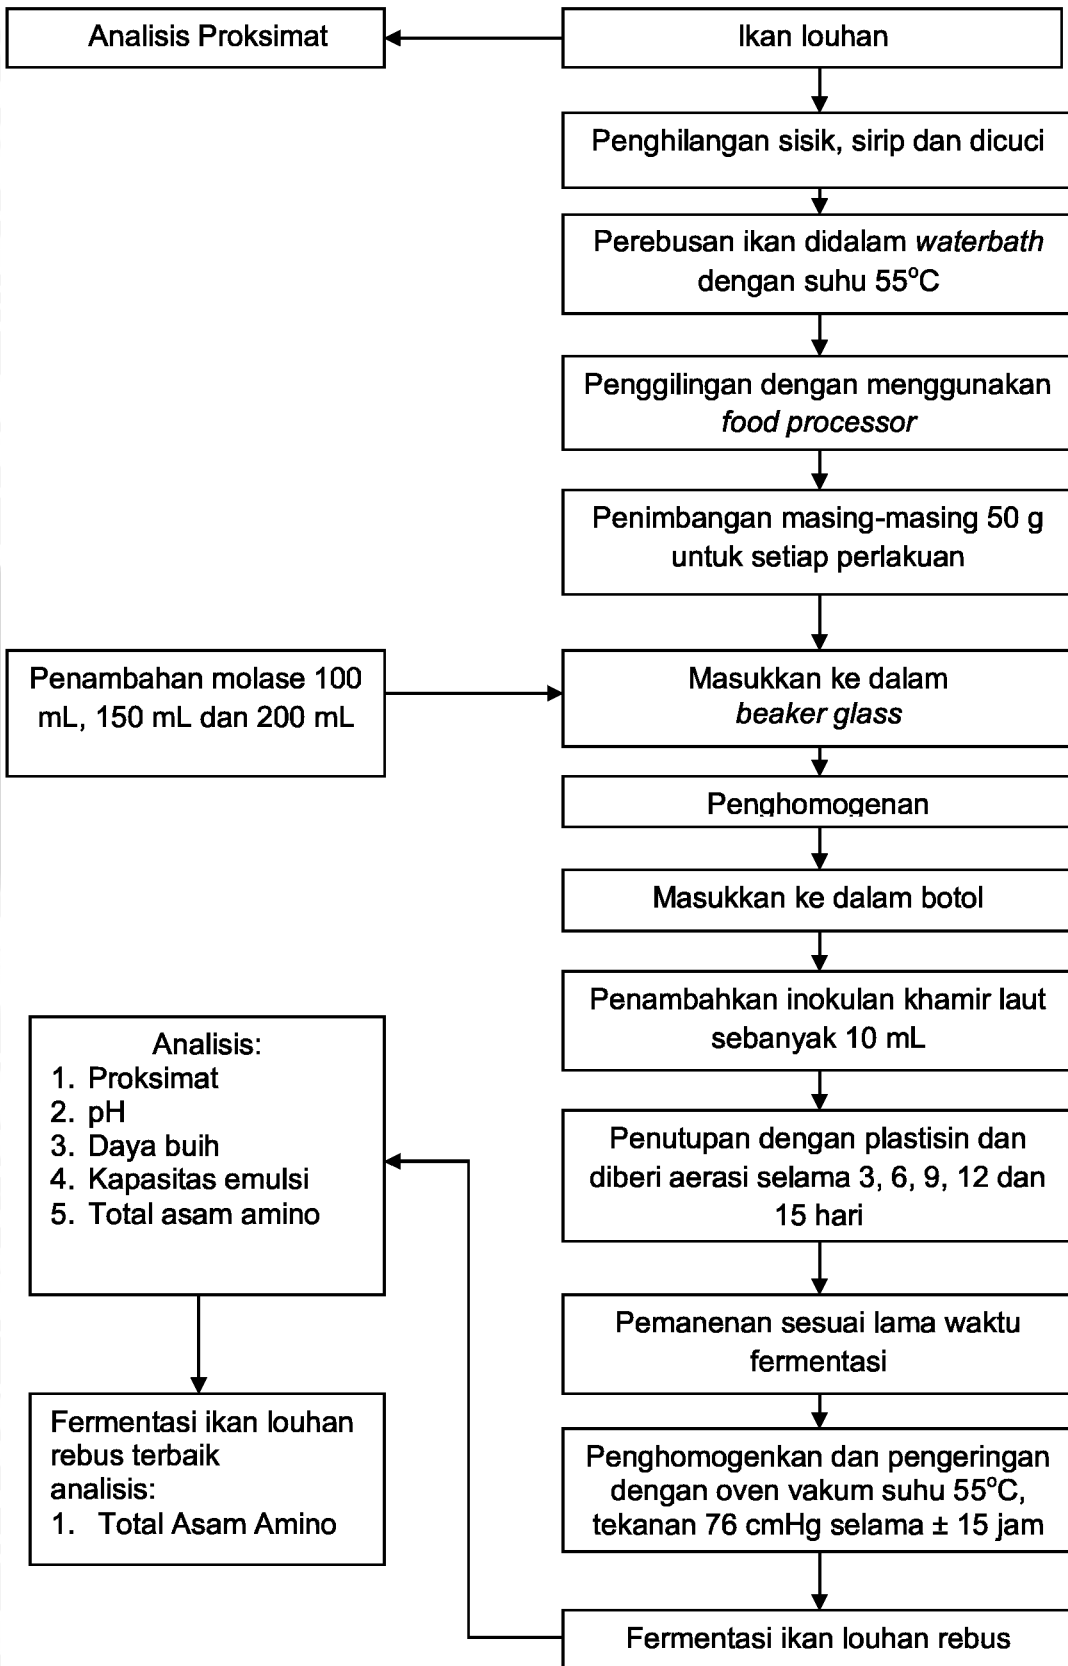 Analisis Proksimat
Ikan louhan
Penghilangan sisik, sirip dan dicuci
Perebusan ikan didalam waterbath
dengan suhu 55°C
Penggilingan dengan menggunakan
food processor
Penimbangan masing-masing 50 g
untuk setiap perlakuan
Penambahan molase 100
mL, 150 mL dan 200 mL
Masukkan ke dalam
beaker glass
Penghomogenan
Masukkan ke dalam botol
Penambahkan inokulan khamir laut
sebanyak 10 mL
Penutupan dengan plastisin dan
diberi aerasi selama 3, 6, 9, 12 dan
15 hari
Pemanenan sesuai lama waktu
fermentasi
Penghomogenkan dan pengeringan
dengan oven vakum suhu 55°C,
tekanan 76 cmHg selama ± 15 jam
Fermentasi ikan louhan rebus
Analisis:
1. Proksimat
2. pH
3. Daya buih
4. Kapasitas emulsi
5. Total asam amino
Fermentasi ikan louhan
rebus terbaik
analisis:
1. Total Asam Amino